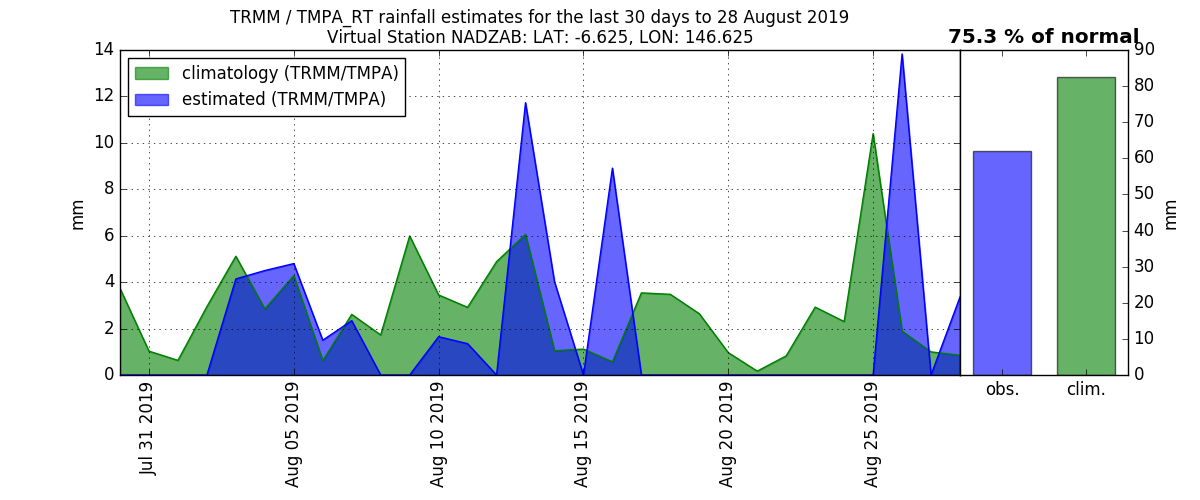 TRMM / TMPA_RT rainfall estimates for the last 30 days to 28 August 2019
Virtual Station NADZAB: LAT: -6.625, LON: 146.625
75.3 % of normal
climatology (TRMM/TMPA)
estimated (TRMM/TMPA)
14
12
10
8
6
4
2
0
mm
Jul 31 2019
Aug 05 2019
Aug 10 2019
Aug 15 2019
Aug 20 2019
Aug 25 2019
90
80
70
60
50
40
30
20
10
0
mm
obs.
clim.